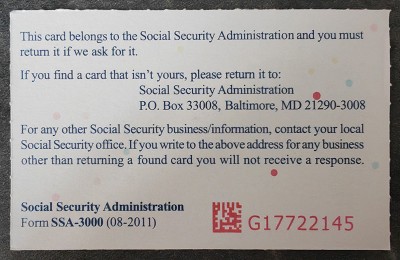 This card belongs to the Social Security Administration and you must
return it if we ask for it.
If you find a card that isn't yours, please return it to:
Social Security Administration
P.O. Box 33008, Baltimore, MD 21290-3008
For any other Social Security business/information, contact your local
Social Security office. If you write to the above address for any business
other than returning a found card you will not receive a response.
Social Security Administration
Form SSA-3000 (08-2011)
G17722145